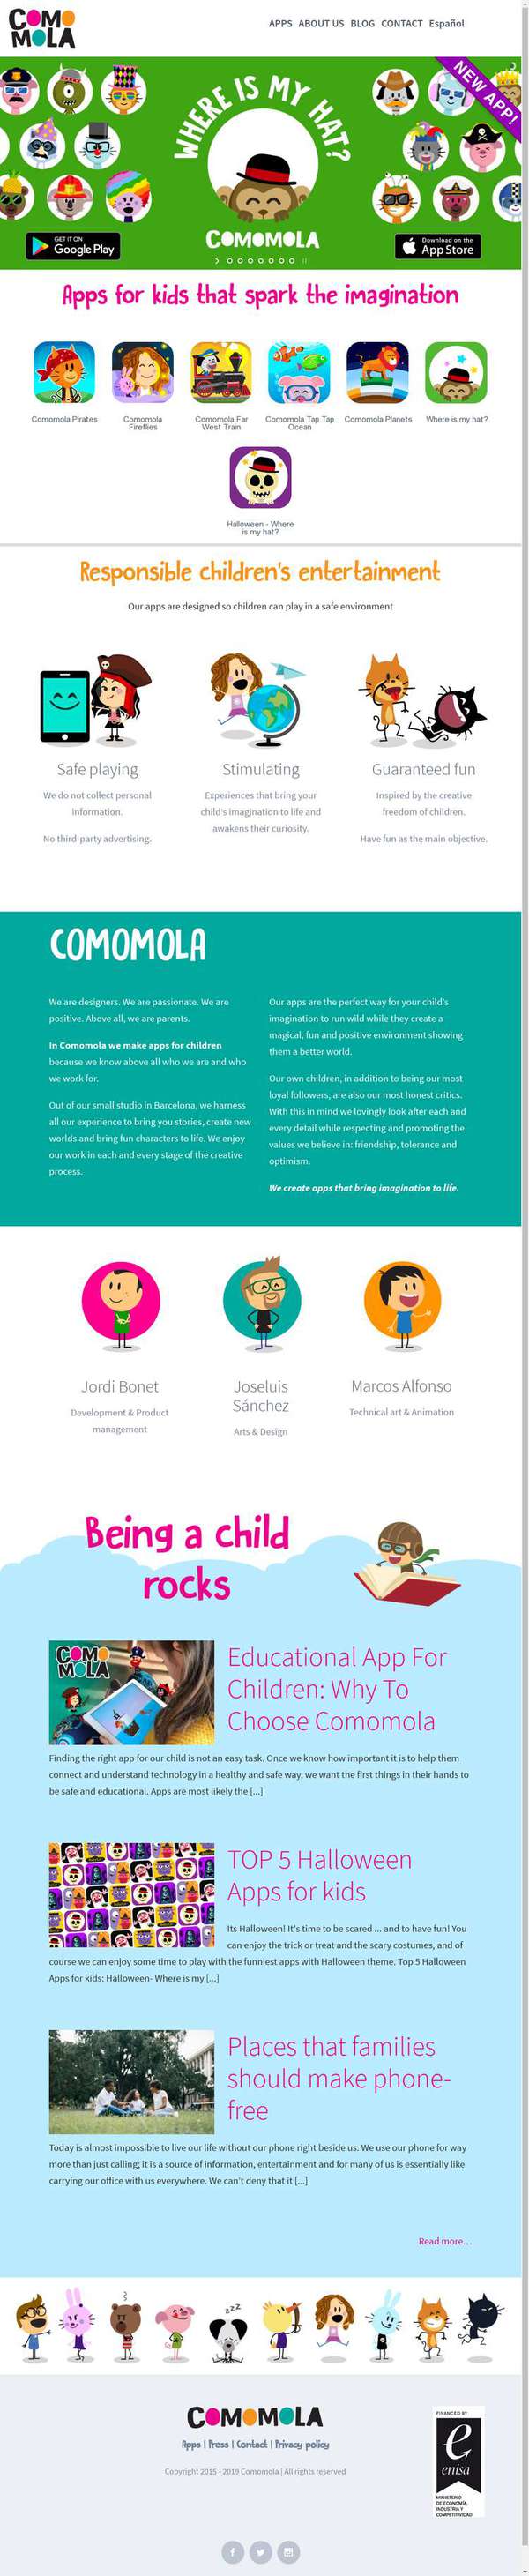 COMO
MOLA
APPS ABOUT US BLOG CONTACT Español
WHERE IS MY HAT?
NEW APP!
COMOMOLA
GET IT ON
Google Play
Download on the
App Store
Apps for kids that spark the imagination
Comomola Pirates
Comomola
Fireflies
Comomola Far
West Train
Comomola Tap Tap
Ocean
Comomola Planets
Where is my hat?
Halloween - Where
is my hat?
Responsible children's entertainment
Our apps are designed so children can play in a safe environment
Safe playing
We do not collect personal
information.
No third-party advertising.
Stimulating
Experiences that bring your
child's imagination to life and
awakens their curiosity.
Guaranteed fun
Inspired by the creative
freedom of children.
Have fun as the main objective.
COMOMOLA
We are designers. We are passionate. We are
positive. Above all, we are parents.
In Comomola we make apps for children
because we know above all who we are and who
we work for.
Out of our small studio in Barcelona, we harness
all our experience to bring you stories, create new
worlds and bring fun characters to life. We enjoy
our work in each and every stage of the creative
process.
Our apps are the perfect way for your child's
imagination to run wild while they create a
magical, fun and positive environment showing
them a better world.
Our own children, in addition to being our most
loyal followers, are also our most honest critics.
With this in mind we lovingly look after each and
every detail while respecting and promoting the
values we believe in: friendship, tolerance and
optimism.
We create apps that bring imagination to life.
Jordi Bonet
Development & Product
management
Joseluis
Sánchez
Arts & Design
Marcos Alfonso
Technical art & Animation
Being a child
rocks
COMO
MOLA
Educational App For
Children: Why To
Choose Comomola
Finding the right app for our child is not an easy task. Once we know how important it is to help them
connect and understand technology in a healthy and safe way, we want the first things in their hands to
be safe and educational. Apps are most likely the [...]
TOP 5 Halloween
Apps for kids
Its Halloween! It's time to be scared ... and to have fun! You
can enjoy the trick or treat and the scary costumes, and of
course we can enjoy some time to play with the funniest apps with Halloween theme. Top 5 Halloween
Apps for kids: Halloween- Where is my [...]
Places that families
should make phone-
free
Today is almost impossible to live our life without our phone right beside us. We use our phone for way
more than just calling; it is a source of information, entertainment and for many of us is essentially like
carrying our office with us everywhere. We can't deny that it [...]
Read more...
zzz
COMOMOLA
Apps | Press | Contact | Privacy policy
Copyright 2015 - 2019 Comomola | All rights reserved
FINANCED BY
e
enisa
MINISTERIO
DE ECONOMÍA,
INDUSTRIA Y
COMPETITIVIDAD